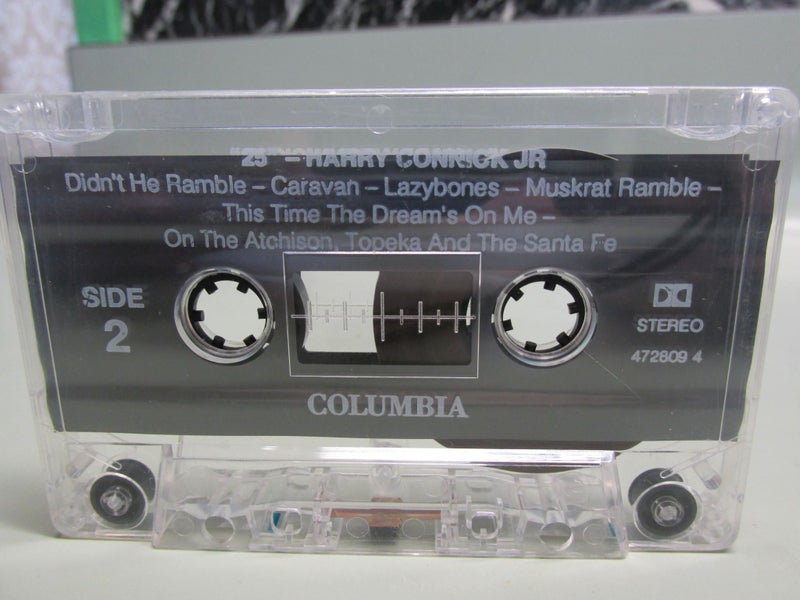 "25" – HARRY CONNICK JR
Didn't He Ramble – Caravan – Lazybones – Muskrat Ramble –
This Time The Dream's On Me –
On The Atchison, Topeka And The Santa Fe
SIDE
2
STEREO
472809 4
COLUMBIA